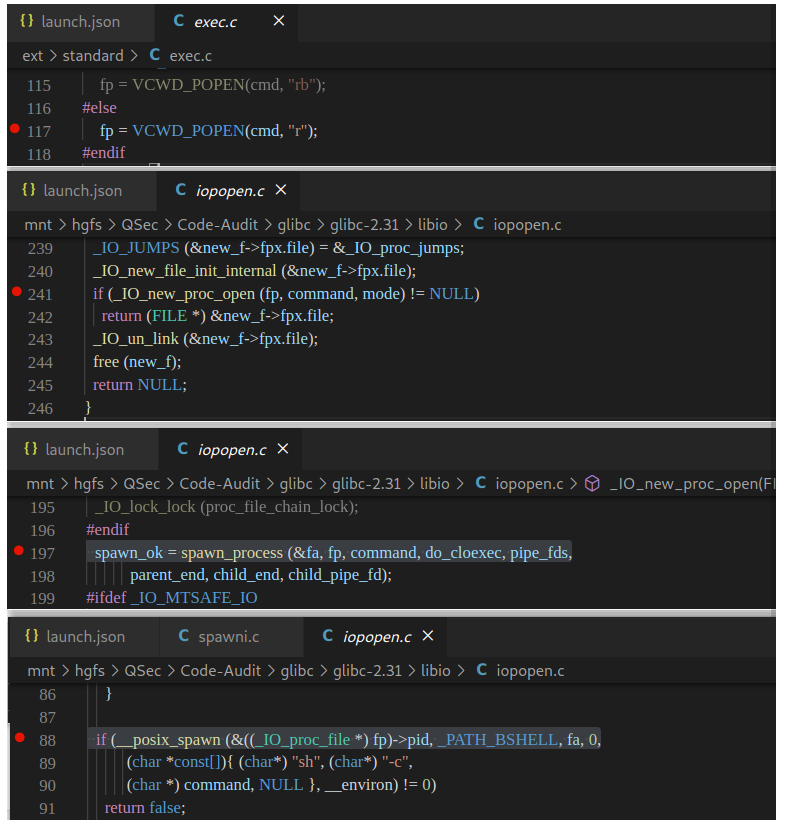 {} launch.json C exec.c ×
ext > standard > C exec.c
115 fp = VCWD_POPEN(cmd, "rb");
116 #else
117 fp = VCWD_POPEN(cmd, "r");
118 #endif
{} launch.json C iopopen.c ×
mnt > hgfs > QSec > Code-Audit > glibc > glibc-2.31 > libio > C iopopen.c
239 _IO_JUMPS (&new_f->fpx.file) = &_IO_proc_jumps;
240 _IO_new_file_init_internal (&new_f->fpx.file);
241 if (_IO_new_proc_open (fp, command, mode) != NULL)
242 return (FILE *) &new_f->fpx.file;
243 _IO_un_link (&new_f->fpx.file);
244 free (new_f);
245 return NULL;
246 }
{} launch.json C iopopen.c ×
mnt > hgfs > QSec > Code-Audit > glibc > glibc-2.31 > libio > C iopopen.c > _IO_new_proc_open(FI
195 _IO_lock_lock (proc_file_chain_lock);
196 #endif
197 spawn_ok = spawn_process (&fa, fp, command, do_cloexec, pipe_fds,
198 parent_end, child_end, child_pipe_fd);
199 #ifdef _IO_MTSAFE_IO
{} launch.json C spawni.c C iopopen.c ×
mnt > hgfs > QSec > Code-Audit > glibc > glibc-2.31 > libio > C iopopen.c
86 }
87
88 if (__posix_spawn (&((_IO_proc_file *) fp)->pid, _PATH_BSHELL, fa, 0,
89 (char *const[]){ (char*) "sh", (char*) "-c",
90 (char *) command, NULL }, __environ) != 0)
91 return false;